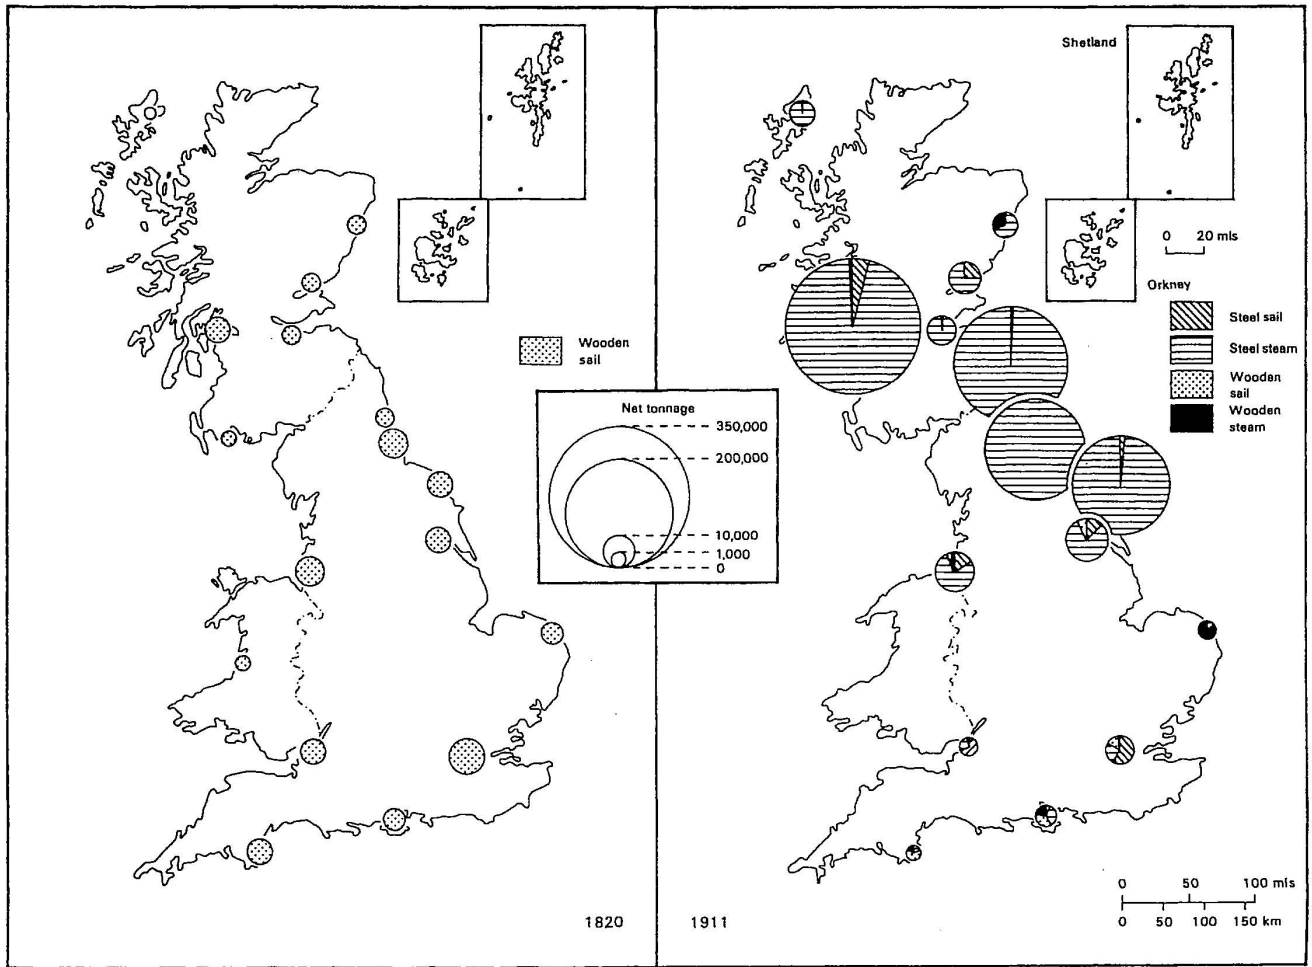 Shetland
0 20 mls
Orkney
Steel sail
Steel steam
Wooden
sail
Wooden
steam
Wooden
sail
Net tonnage
350,000
200,000
10,000
1,000
0
0 50 100 mls
0 50 100 150 km
1820
1911